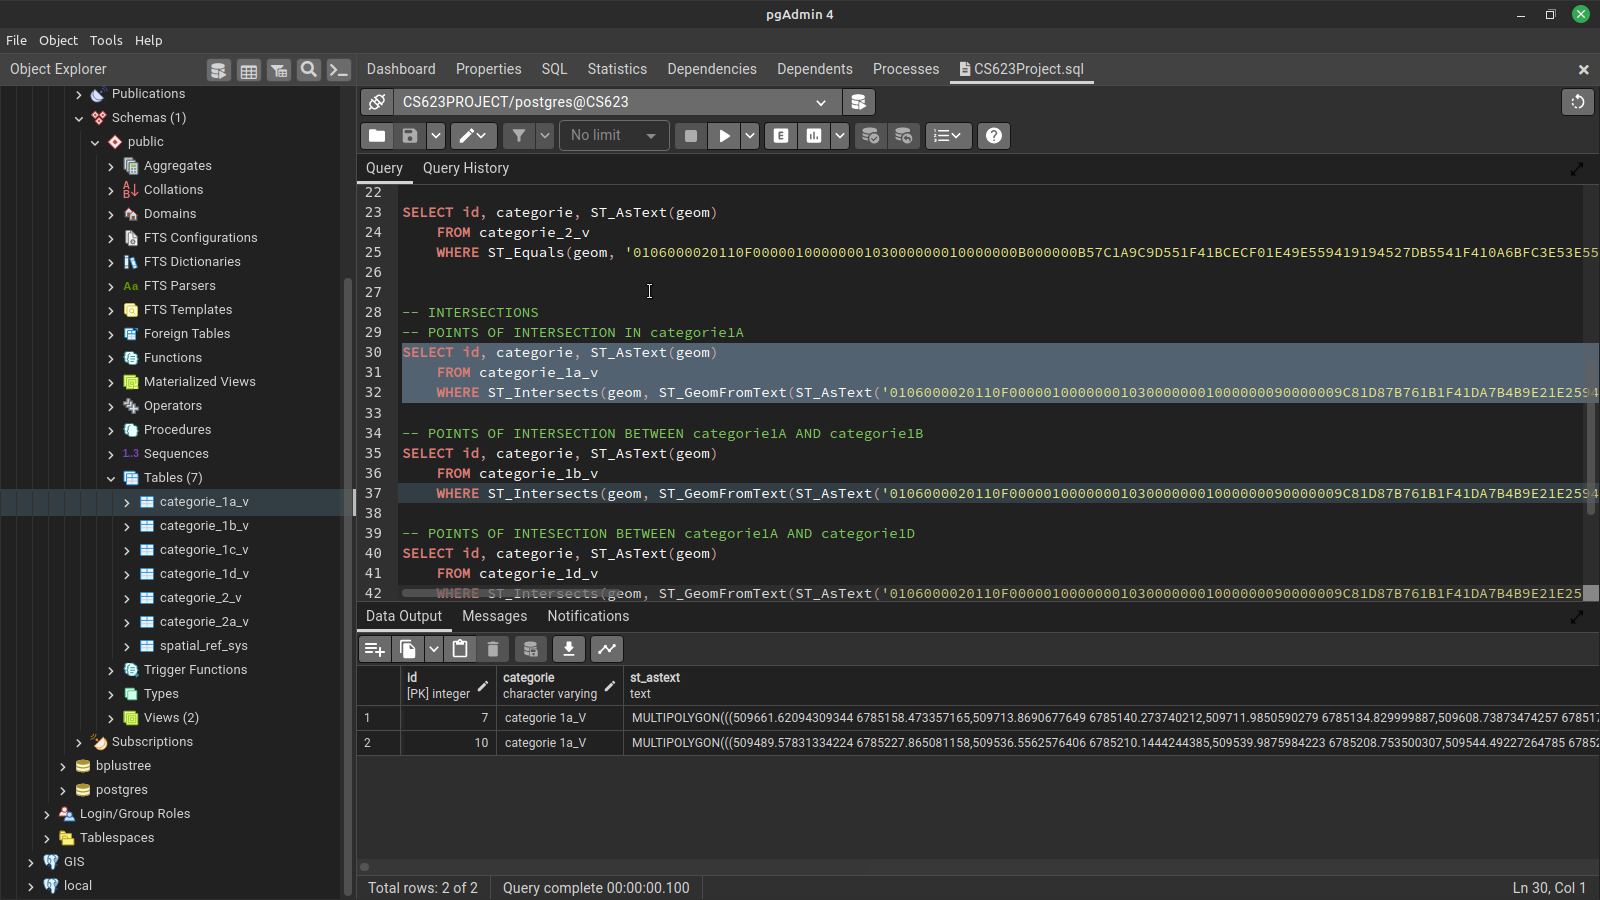 pgAdmin 4
File Object Tools Help
Object Explorer
Dashboard Properties SQL Statistics Dependencies Dependents Processes CS623Project.sql
Publications
Schemas (1)
public
Aggregates
Collations
Domains
FTS Configurations
FTS Dictionaries
Aa FTS Parsers
FTS Templates
Foreign Tables
Functions
Materialized Views
Operators
Procedures
1.3 Sequences
Tables (7)
categorie_1a_v
categorie_1b_v
categorie_1c_v
categorie_1d_v
categorie_2_v
categorie_2a_v
spatial_ref_sys
Trigger Functions
Types
Views (2)
Subscriptions
bplustree
postgres
Login/Group Roles
Tablespaces
GIS
local
CS623PROJECT/postgres@CS623
No limit
E
Query Query History
22
23 SELECT id, categorie, ST_AsText(geom)
24 FROM categorie_2_v
25 WHERE ST_Equals(geom, '0106000020110F0000010000000103000000010000000B000000B57C1A9C9D551F41BCECF01E49E559419194527DB5541F410A6BFC3E53E55
26
27
28 -- INTERSECTIONS
29 -- POINTS OF INTERSECTION IN categorie1A
30 SELECT id, categorie, ST_AsText(geom)
31 FROM categorie_1a_v
32 WHERE ST_Intersects(geom, ST_GeomFromText(ST_AsText('0106000020110F000001000000010300000001000000090000009C81D87B761B1F41DA7B4B9E21E2594
33
34 -- POINTS OF INTERSECTION BETWEEN categorie1A AND categorie1B
35 SELECT id, categorie, ST_AsText(geom)
36 FROM categorie_1b_v
37 WHERE ST_Intersects(geom, ST_GeomFromText(ST_AsText('0106000020110F000001000000010300000001000000090000009C81D87B761B1F41DA7B4B9E21E2594
38
39 -- POINTS OF INTESECTION BETWEEN categorie1A AND categorie1D
40 SELECT id, categorie, ST_AsText(geom)
41 FROM categorie_1d_v
42 WHERE ST_Intersects(geom, ST_GeomFromText(ST_AsText('0106000020110F000001000000010300000001000000090000009C81D87B761B1F41DA7B4B9E21E25
Data Output Messages Notifications
id categorie st_astext
[PK] integer character varying text
1 7 categorie 1a_V MULTIPOLYGON(((509661.62094309344 6785158.473357165,509713.8690677649 6785140.273740212,509711.9850590279 6785134.829999887,509608.73873474257 678517
2 10 categorie 1a_V MULTIPOLYGON(((509489.57831334224 6785227.865081158,509536.5562576406 6785210.1444244385,509539.9875984223 6785208.753500307,509544.49227264785 67852
Total rows: 2 of 2 Query complete 00:00:00.100 Ln 30, Col 1